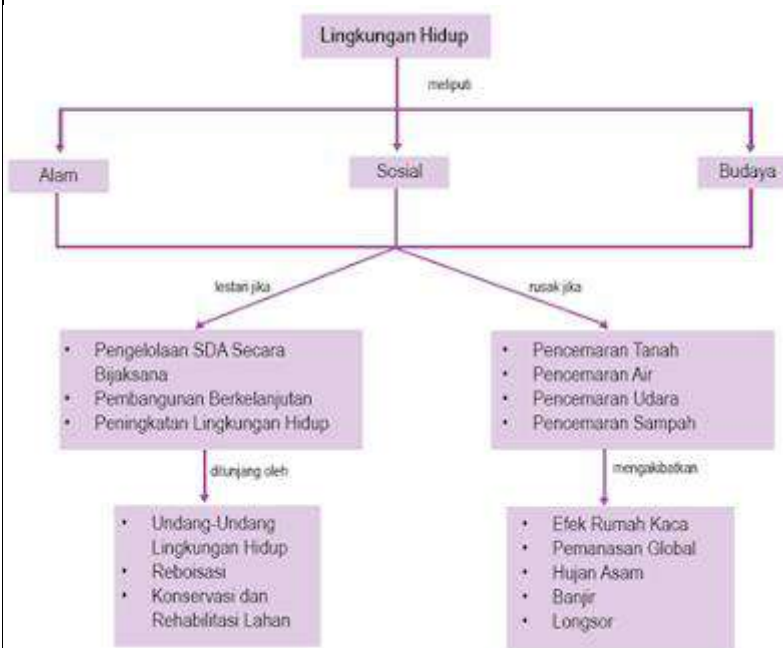 Lingkungan Hidup
meliputi
Alam
Sosial
Budaya
lestari jika
rusak jika
• Pengelolaan SDA Secara
Bijaksana
• Pembangunan Berkelanjutan
• Peningkatan Lingkungan Hidup
• Pencemaran Tanah
• Pencemaran Air
• Pencemaran Udara
• Pencemaran Sampah
ditunjang oleh
mengakibatkan
• Undang-Undang
Lingkungan Hidup
• Reboisasi
• Konservasi dan
Rehabilitasi Lahan
• Efek Rumah Kaca
• Pemanasan Global
• Hujan Asam
• Banjir
• Longsor